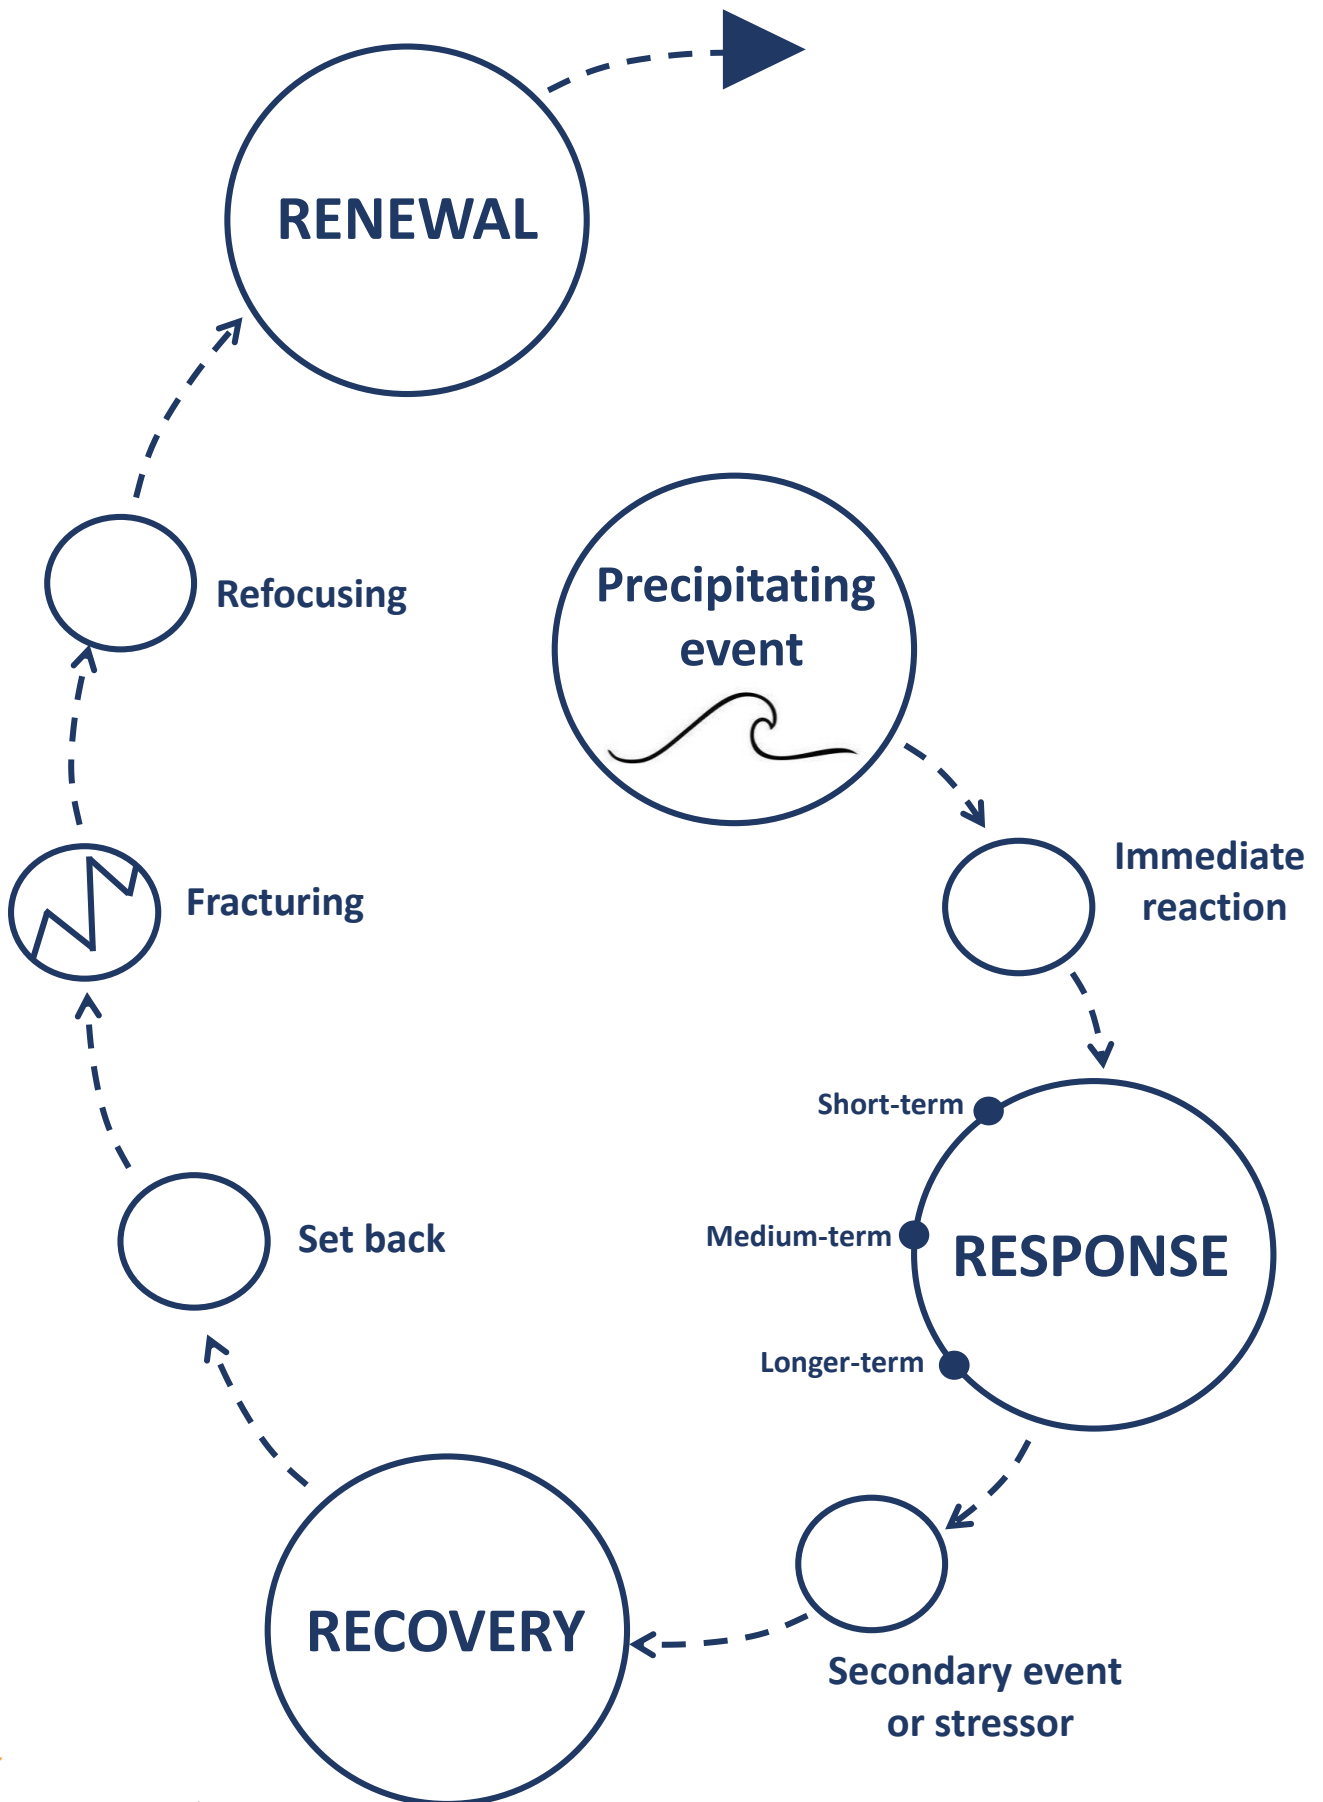 RENEWAL
Refocusing
Precipitating
event
Immediate
reaction
Fracturing
Short-term
Medium-term
RESPONSE
Set back
Longer-term
RECOVERY
Secondary event
or stressor